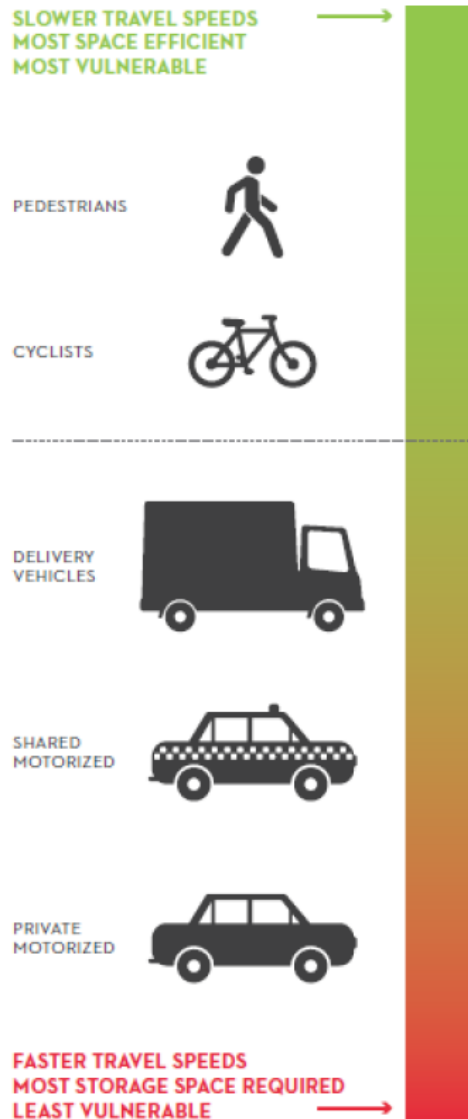 SLOWER TRAVEL SPEEDS
MOST SPACE EFFICIENT
MOST VULNERABLE
PEDESTRIANS
CYCLISTS
DELIVERY
VEHICLES
SHARED
MOTORIZED
PRIVATE
MOTORIZED
FASTER TRAVEL SPEEDS
MOST STORAGE SPACE REQUIRED
LEAST VULNERABLE